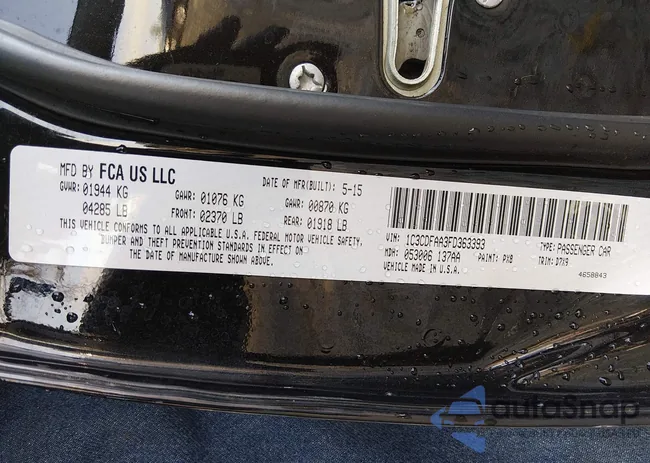 MFD BY FCA US LLC
DATE OF MFR(BUILT): 5-15
GVWR: 01944 KG
GAWR: 01076 KG
GAWR: 00870 KG
04285 LB
FRONT: 02370 LB
REAR: 01918 LB
THIS VEHICLE CONFORMS TO ALL APPLICABLE U.S.A. FEDERAL MOTOR VEHICLE SAFETY,
BUMPER AND THEFT PREVENTION STANDARDS IN EFFECT ON
THE DATE OF MANUFACTURE SHOWN ABOVE.
VIN: 1C3CDFAA3FD363393
TYPE: PASSENGER CAR
MDH: 053006 137AA
PAINT: PX8
TRIM: D7X9
VEHICLE MADE IN U.S.A.
4658843
autoSnap